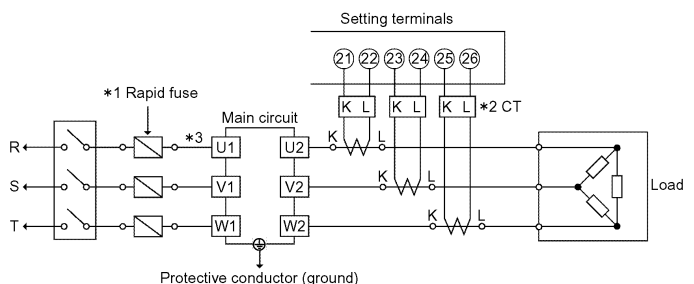 Setting terminals
21 22 23 24 25 26
*1 Rapid fuse
K L K L K L *2 CT
Main circuit
R *3 U1 U2 K L
S V1 V2 K L
Load
T W1 W2 K L
Protective conductor (ground)